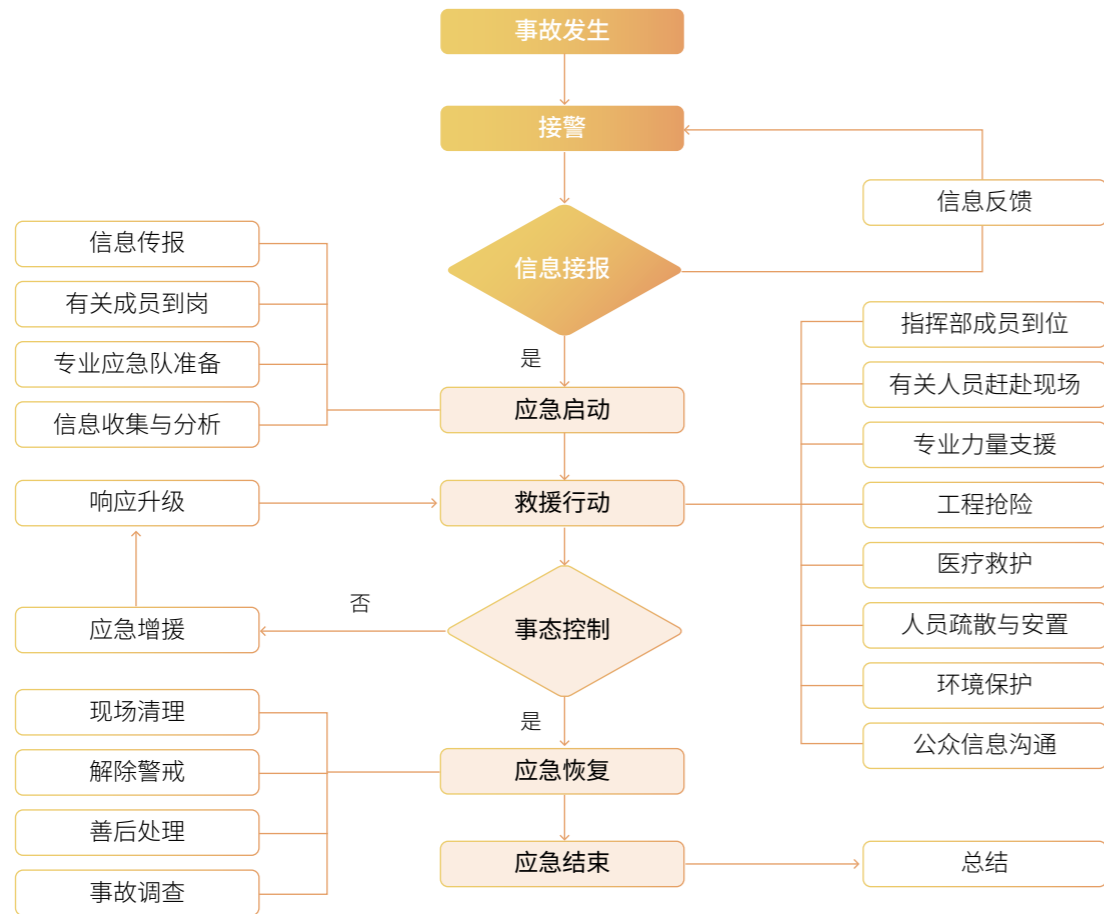 事故发生
接警
信息反馈
信息接报
信息传报
有关成员到岗
专业应急队准备
信息收集与分析
是
应急启动
指挥部成员到位
有关人员赶赴现场
专业力量支援
工程抢险
医疗救护
人员疏散与安置
环境保护
公众信息沟通
响应升级
救援行动
否
应急增援
事态控制
是
现场清理
解除警戒
善后处理
事故调查
应急恢复
应急结束
总结